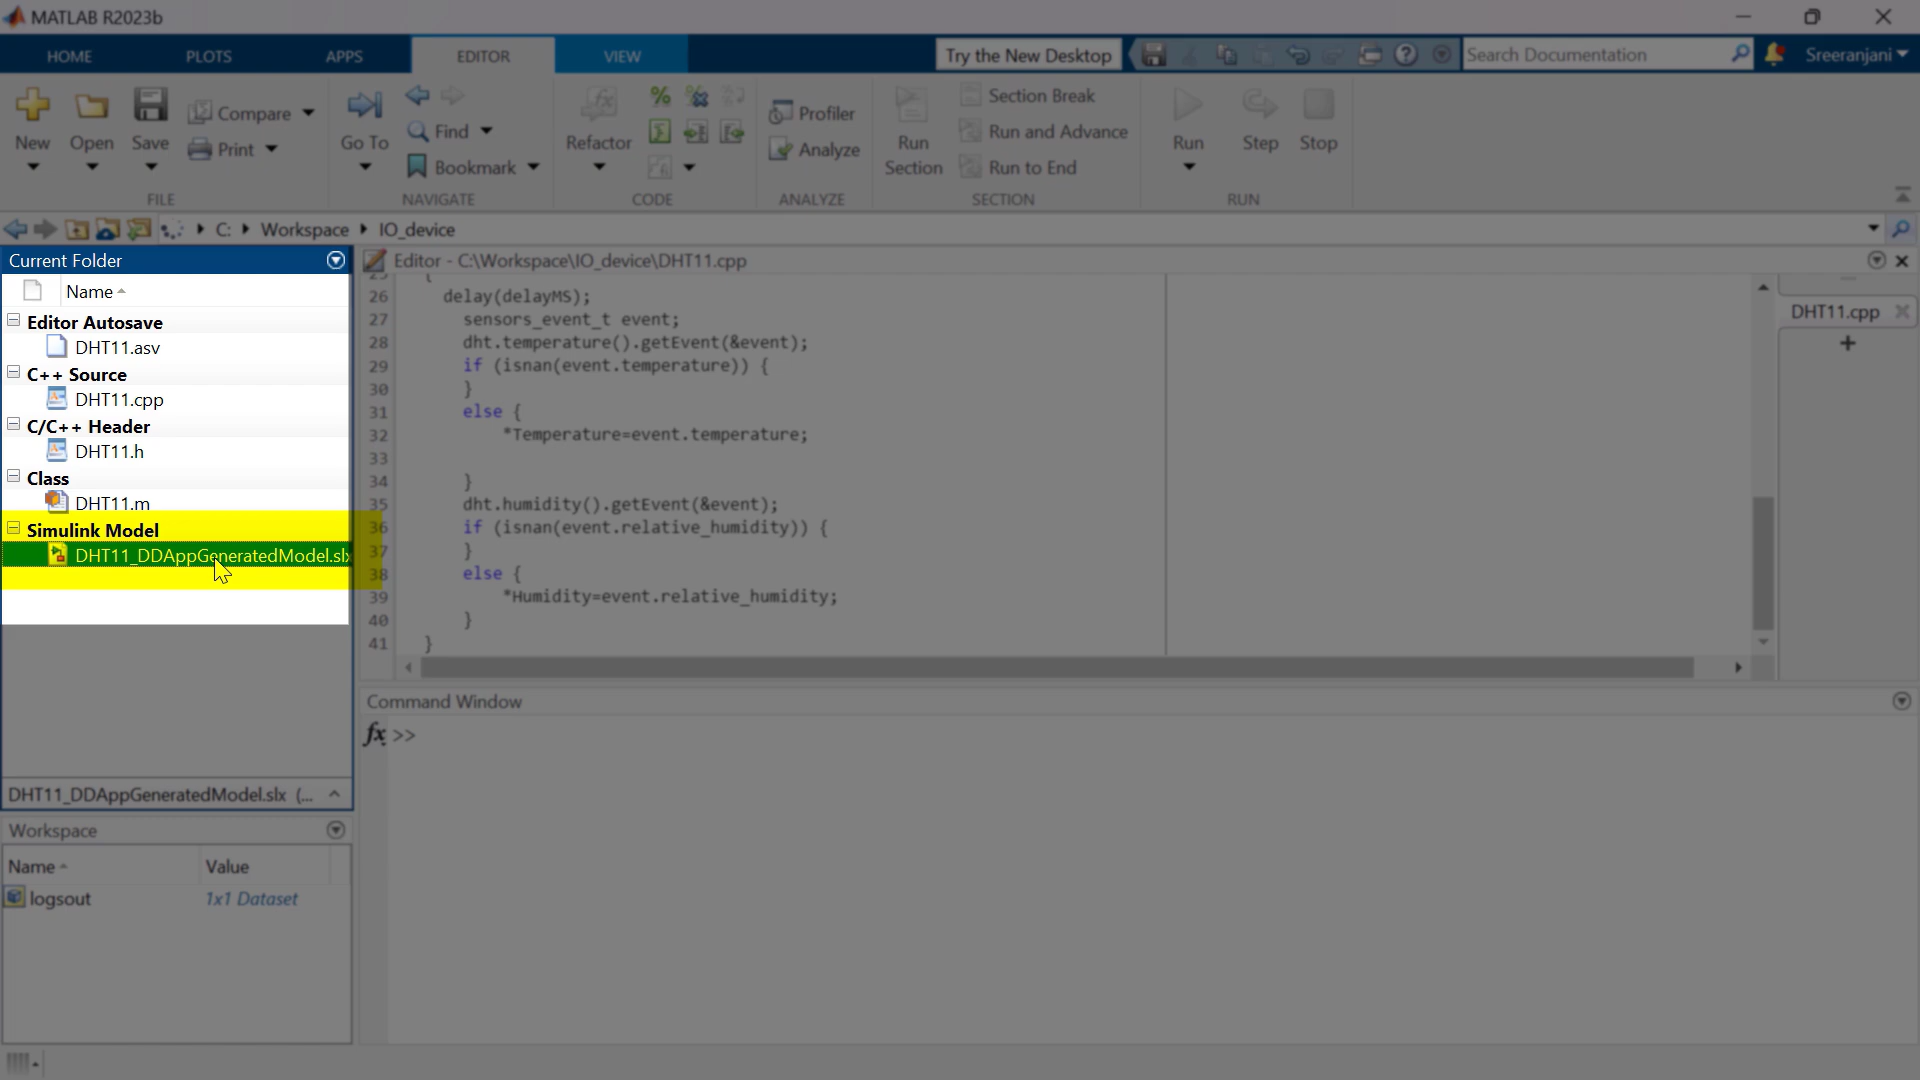 MATLAB R2023b
HOME PLOTS APPS EDITOR VIEW Try the New Desktop Search Documentation Sreeranjani
New Open Save Compare Print Go To Find Bookmark Refactor Profiler Analyze Run Section Section Break Run and Advance Run to End Run Step Stop
FILE NAVIGATE CODE ANALYZE SECTION RUN
C: Workspace IO_device
Current Folder
Name
Editor Autosave
DHT11.asv
C++ Source
DHT11.cpp
C/C++ Header
DHT11.h
Class
DHT11.m
Simulink Model
DHT11_DDAppGeneratedModel.slx
DHT11_DDAppGeneratedModel.slx (...
Workspace
Name Value
logsout 1x1 Dataset
Editor - C:\Workspace\IO_device\DHT11.cpp
DHT11.cpp
{
26 delay(delayMS);
27 sensors_event_t event;
28 dht.temperature().getEvent(&event);
29 if (isnan(event.temperature)) {
30 }
31 else {
32 *Temperature=event.temperature;
33
34 }
35 dht.humidity().getEvent(&event);
36 if (isnan(event.relative_humidity)) {
37 }
38 else {
39 *Humidity=event.relative_humidity;
40 }
41 }
Command Window
fx >>